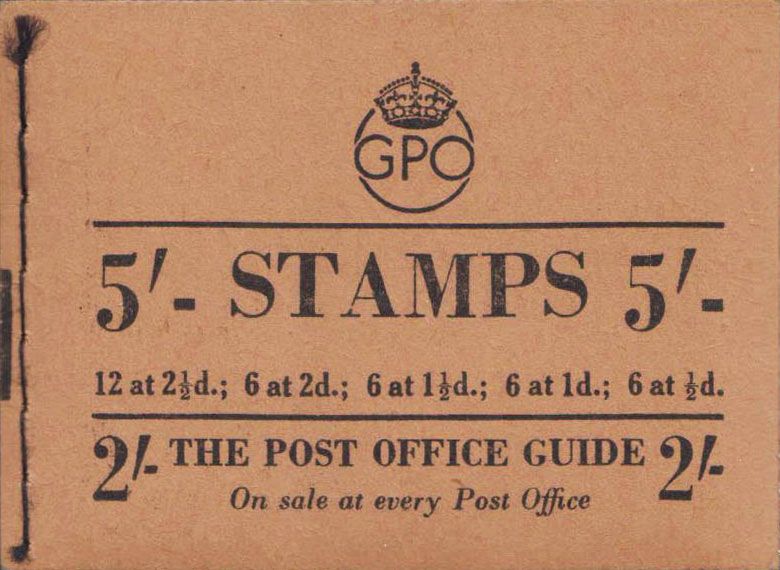 GPO
5/- STAMPS 5/-
12 at 2½d.; 6 at 2d.; 6 at 1½d.; 6 at 1d.; 6 at ½d.
2/- THE POST OFFICE GUIDE 2/-
On sale at every Post Office